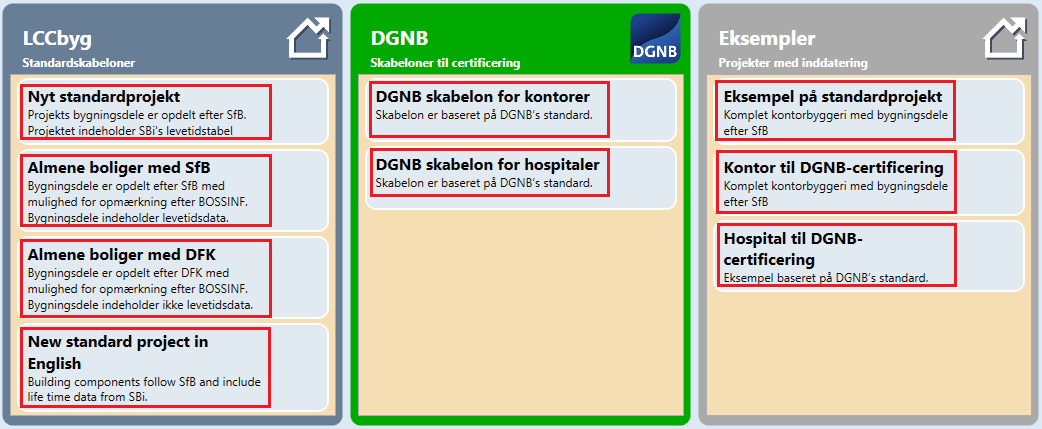 LCCbyg
Standardskabeloner
Nyt standardprojekt
Projekts bygningsdele er opdelt efter SfB.
Projektet indeholder SBi's levetidstabel
Almene boliger med SfB
Bygningsdele er opdelt efter SfB med
mulighed for opmærkning efter BOSSINF.
Bygningsdele indeholder levetidsdata.
Almene boliger med DFK
Bygningsdele er opdelt efter DFK med
mulighed for opmærkning efter BOSSINF.
Bygningsdele indeholder ikke levetidsdata.
New standard project in
English
Building components follow SfB and include
life time data from SBi.
DGNB
Skabeloner til certificering
DGNB
DGNB skabelon for kontorer
Skabelon er baseret på DGNB's standard.
DGNB skabelon for hospitaler
Skabelon er baseret på DGNB's standard.
Eksempler
Projekter med inddatering
Eksempel på standardprojekt
Komplet kontorbyggeri med bygningsdele
efter SfB
Kontor til DGNB-certificering
Komplet kontorbyggeri med bygningsdele
efter SfB
Hospital til DGNB-
certificering
Eksempel baseret på DGNB's standard.